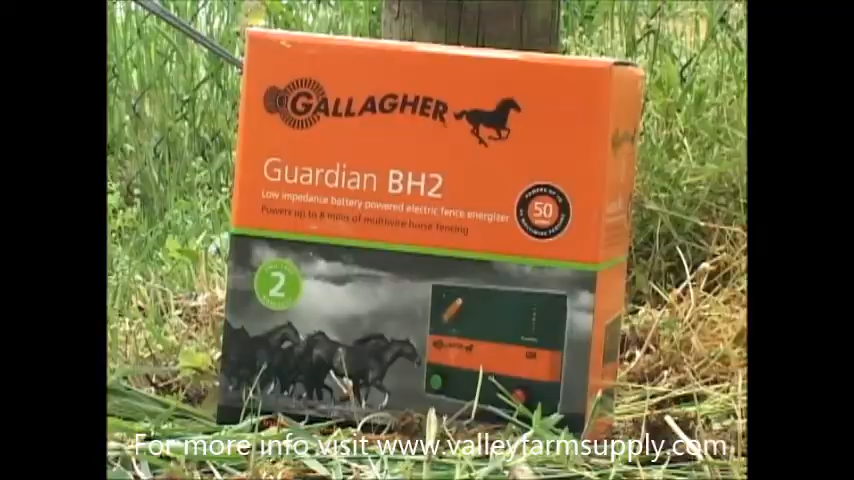 GALLAGHER
Guardian BH2
Low impedance battery powered electric fence energizer
Powers up to 8 miles of multiwire horse fencing
50
2
GALLAGHER
For more info visit www.valleyfarmsupply.com